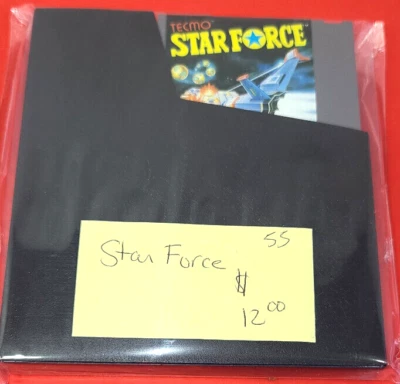 TECMO
STAR FORCE
SS
Star Force
$
12 00